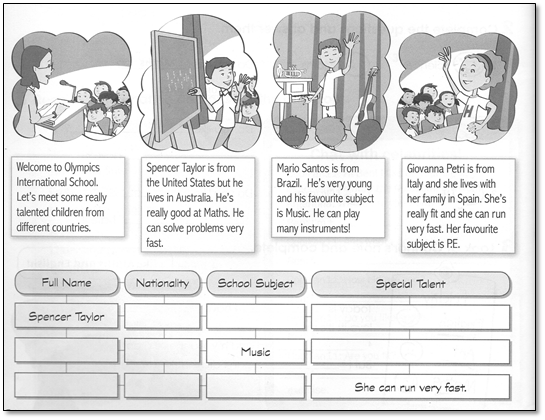 Welcome to Olympics
International School.
Let's meet some really
talented children from
different countries.
Spencer Taylor is from
the United States but he
lives in Australia. He's
really good at Maths. He
can solve problems very
fast.
Mario Santos is from
Brazil. He's very young
and his favourite subject
is Music. He can play
many instruments!
Giovanna Petri is from
Italy and she lives with
her family in Spain. She's
really fit and she can run
very fast. Her favourite
subject is P.E.
Full Name Nationality School Subject Special Talent
Spencer Taylor
Music
She can run very fast.